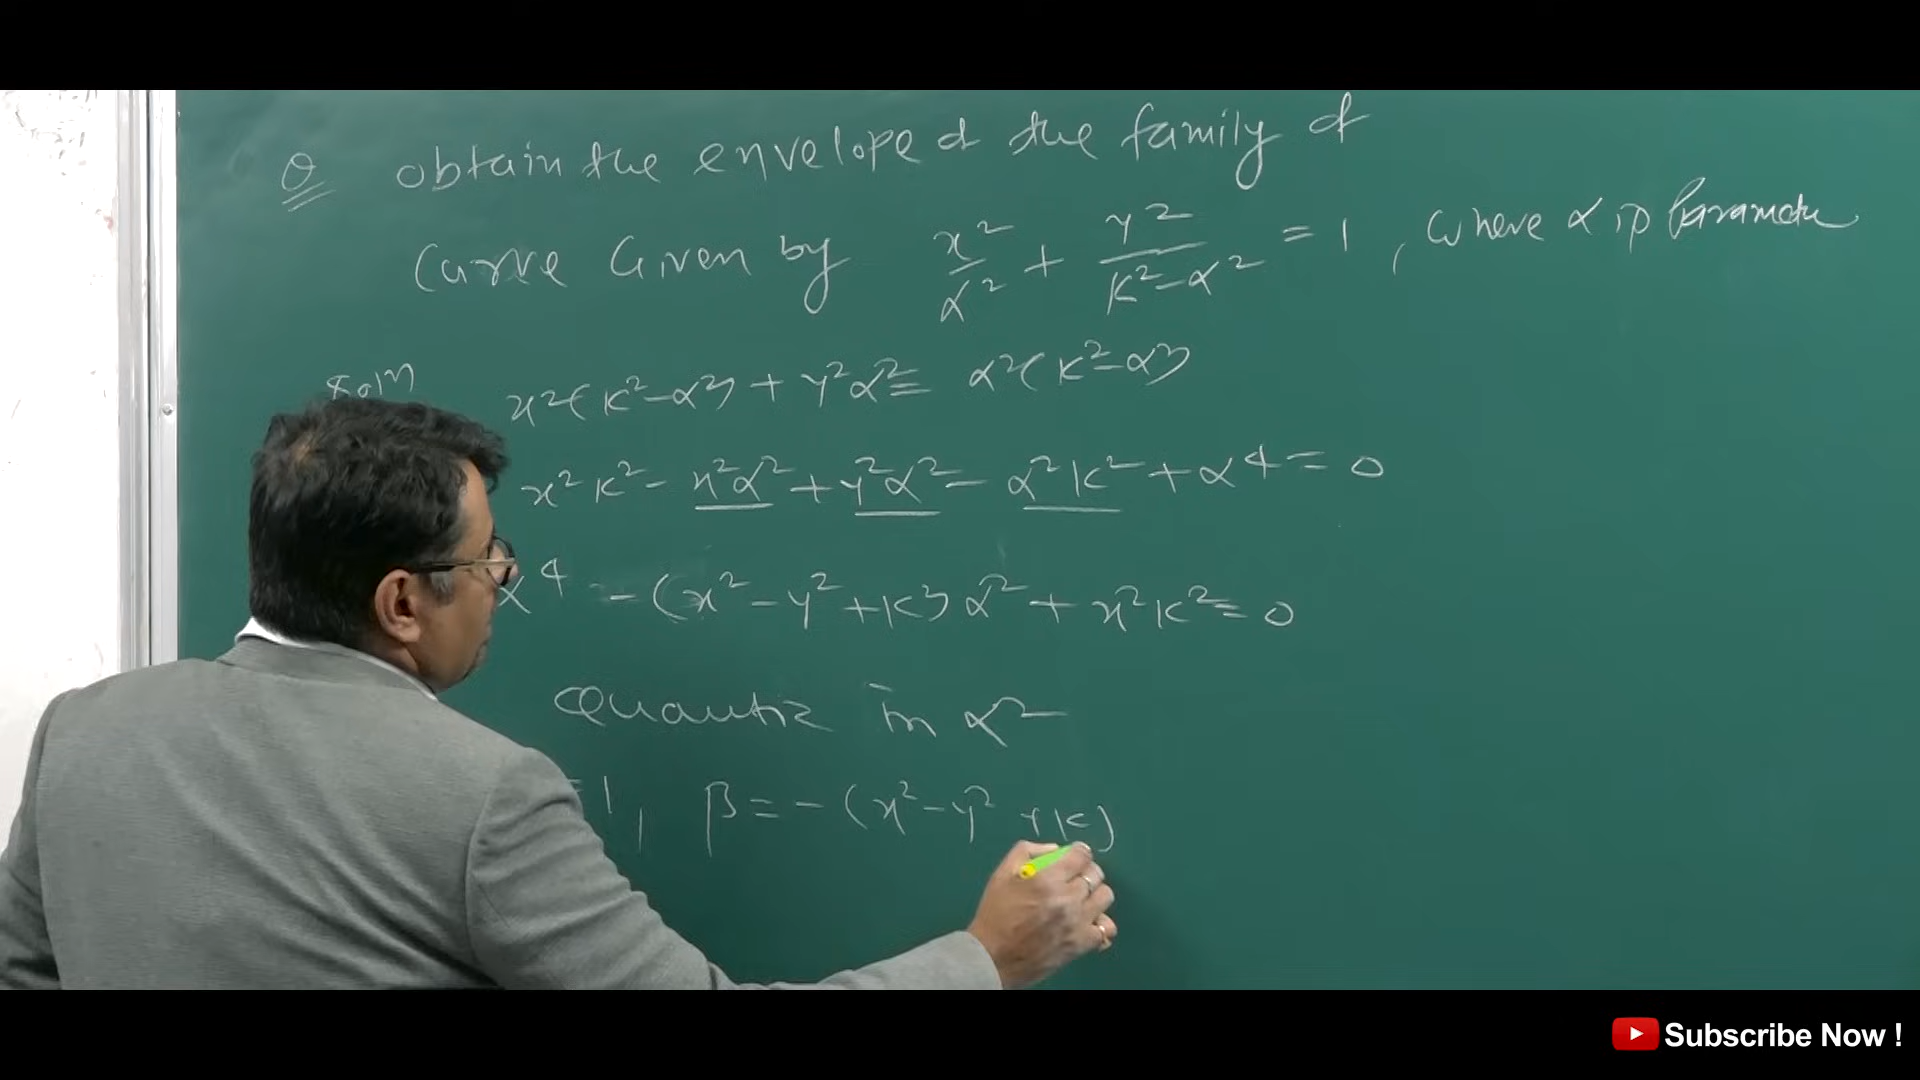 Q obtain the envelope of the family of
Curve Given by x²/α² + y²/K²-α² = 1, where α is Parameter
Soln
x²(K²-α²) + y²α² = α²(K²-α²)
x²K² - x²α² + y²α² - α²K² + α4 = 0
α4 - (x² - y² + K²)α² + x²K² = 0
in α²
=1, β = -(x² - y² + K)
Subscribe Now !